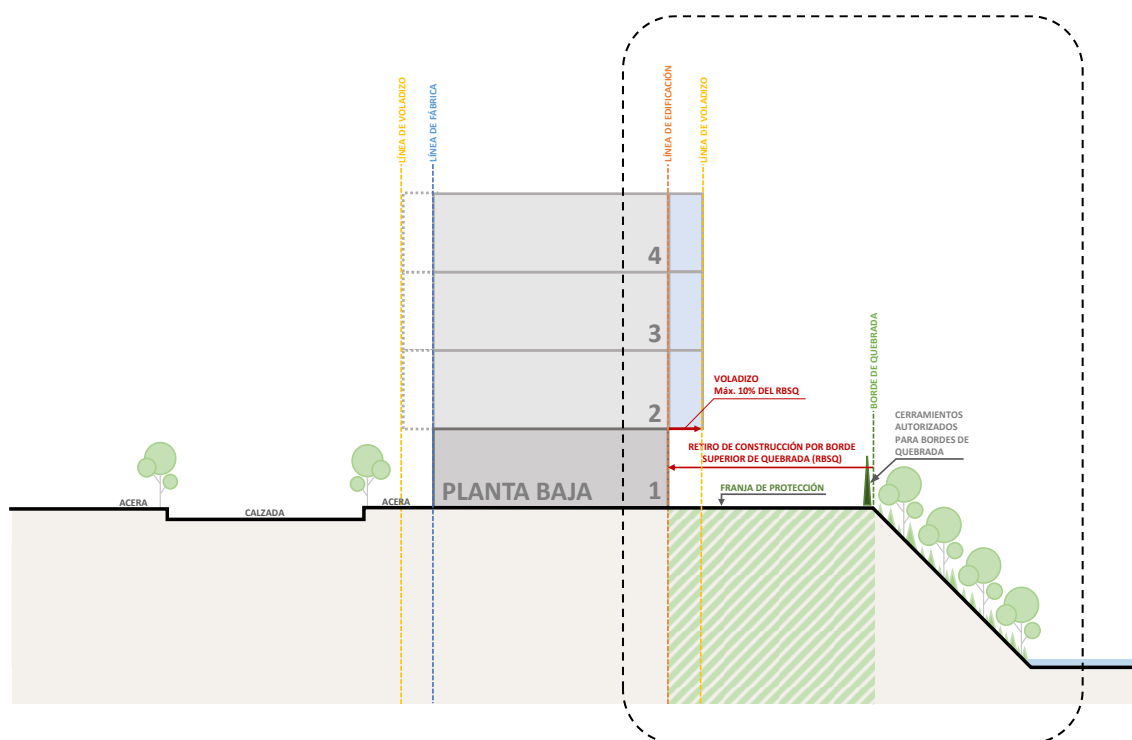 LÍNEA DE VOLADIZO
LÍNEA DE FÁBRICA
LÍNEA DE EDIFICACIÓN
LÍNEA DE VOLADIZO
4
3
2
VOLADIZO
Máx. 10% DEL RBSQ
BORDE DE QUEBRADA
CERRAMIENTOS
AUTORIZADOS
PARA BORDES DE
QUEBRADA
RETIRO DE CONSTRUCCIÓN POR BORDE
SUPERIOR DE QUEBRADA (RBSQ)
PLANTA BAJA 1
FRANJA DE PROTECCIÓN
ACERA
CALZADA
ACERA